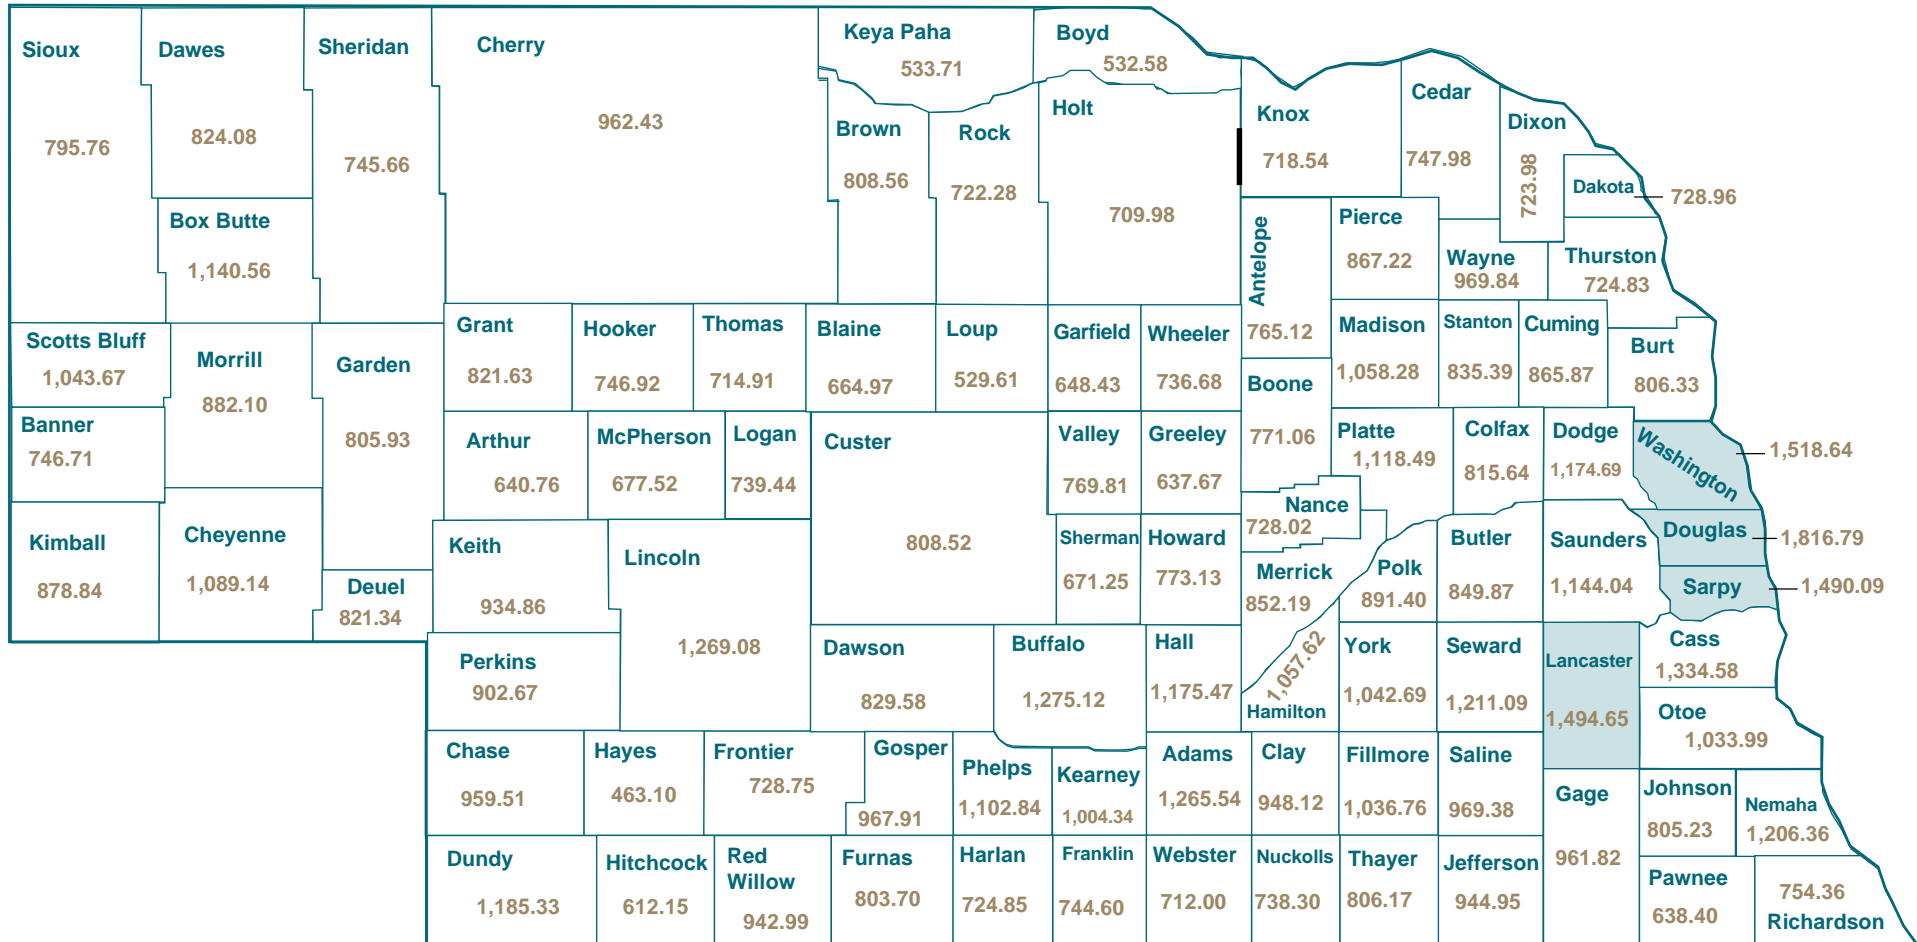 Sioux
795.76
Dawes
824.08
Sheridan
745.66
Cherry
962.43
Keya Paha
533.71
Boyd
532.58
Brown
808.56
Rock
722.28
Holt
709.98
Knox
718.54
Cedar
747.98
Dixon
723.98
Dakota
728.96
Box Butte
1,140.56
Antelope
765.12
Pierce
867.22
Wayne
969.84
Thurston
724.83
Scotts Bluff
1,043.67
Morrill
882.10
Garden
805.93
Grant
821.63
Hooker
746.92
Thomas
714.91
Blaine
664.97
Loup
529.61
Garfield
648.43
Wheeler
736.68
Madison
1,058.28
Stanton
835.39
Cuming
865.87
Burt
806.33
Boone
771.06
Banner
746.71
Arthur
640.76
McPherson
677.52
Logan
739.44
Custer
808.52
Valley
769.81
Greeley
637.67
Platte
1,118.49
Colfax
815.64
Dodge
1,174.69
Washington
1,518.64
Nance
728.02
Kimball
878.84
Cheyenne
1,089.14
Deuel
821.34
Keith
934.86
Lincoln
1,269.08
Sherman
671.25
Howard
773.13
Merrick
852.19
Polk
891.40
Butler
849.87
Saunders
1,144.04
Douglas
1,816.79
Sarpy
1,490.09
Perkins
902.67
Dawson
829.58
Buffalo
1,275.12
Hall
1,175.47
1,057.62
Hamilton
York
1,042.69
Seward
1,211.09
Lancaster
1,494.65
Cass
1,334.58
Otoe
1,033.99
Chase
959.51
Hayes
463.10
Frontier
728.75
Gosper
967.91
Phelps
1,102.84
Kearney
1,004.34
Adams
1,265.54
Clay
948.12
Fillmore
1,036.76
Saline
969.38
Gage
961.82
Johnson
805.23
Nemaha
1,206.36
Dundy
1,185.33
Hitchcock
612.15
Red
Willow
942.99
Furnas
803.70
Harlan
724.85
Franklin
744.60
Webster
712.00
Nuckolls
738.30
Thayer
806.17
Jefferson
944.95
Pawnee
638.40
754.36
Richardson